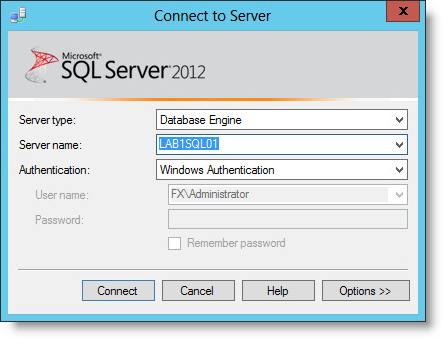 Connect to Server
x
Microsoft
SQL Server 2012
Server type: Database Engine
Server name: LAB1SQL01
Authentication: Windows Authentication
User name: FX\Administrator
Password:
Remember password
Connect Cancel Help Options >>